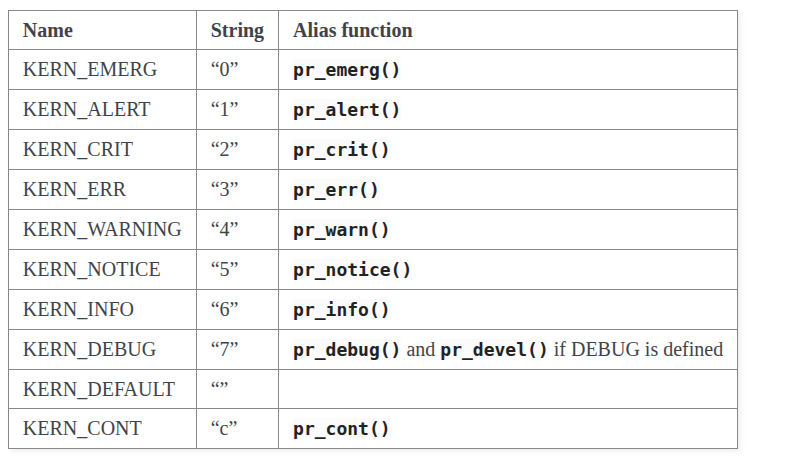 Name String Alias function
KERN_EMERG “0” pr_emerg()
KERN_ALERT “1” pr_alert()
KERN_CRIT “2” pr_crit()
KERN_ERR “3” pr_err()
KERN_WARNING “4” pr_warn()
KERN_NOTICE “5” pr_notice()
KERN_INFO “6” pr_info()
KERN_DEBUG “7” pr_debug() and pr_devel() if DEBUG is defined
KERN_DEFAULT “”
KERN_CONT “c” pr_cont()